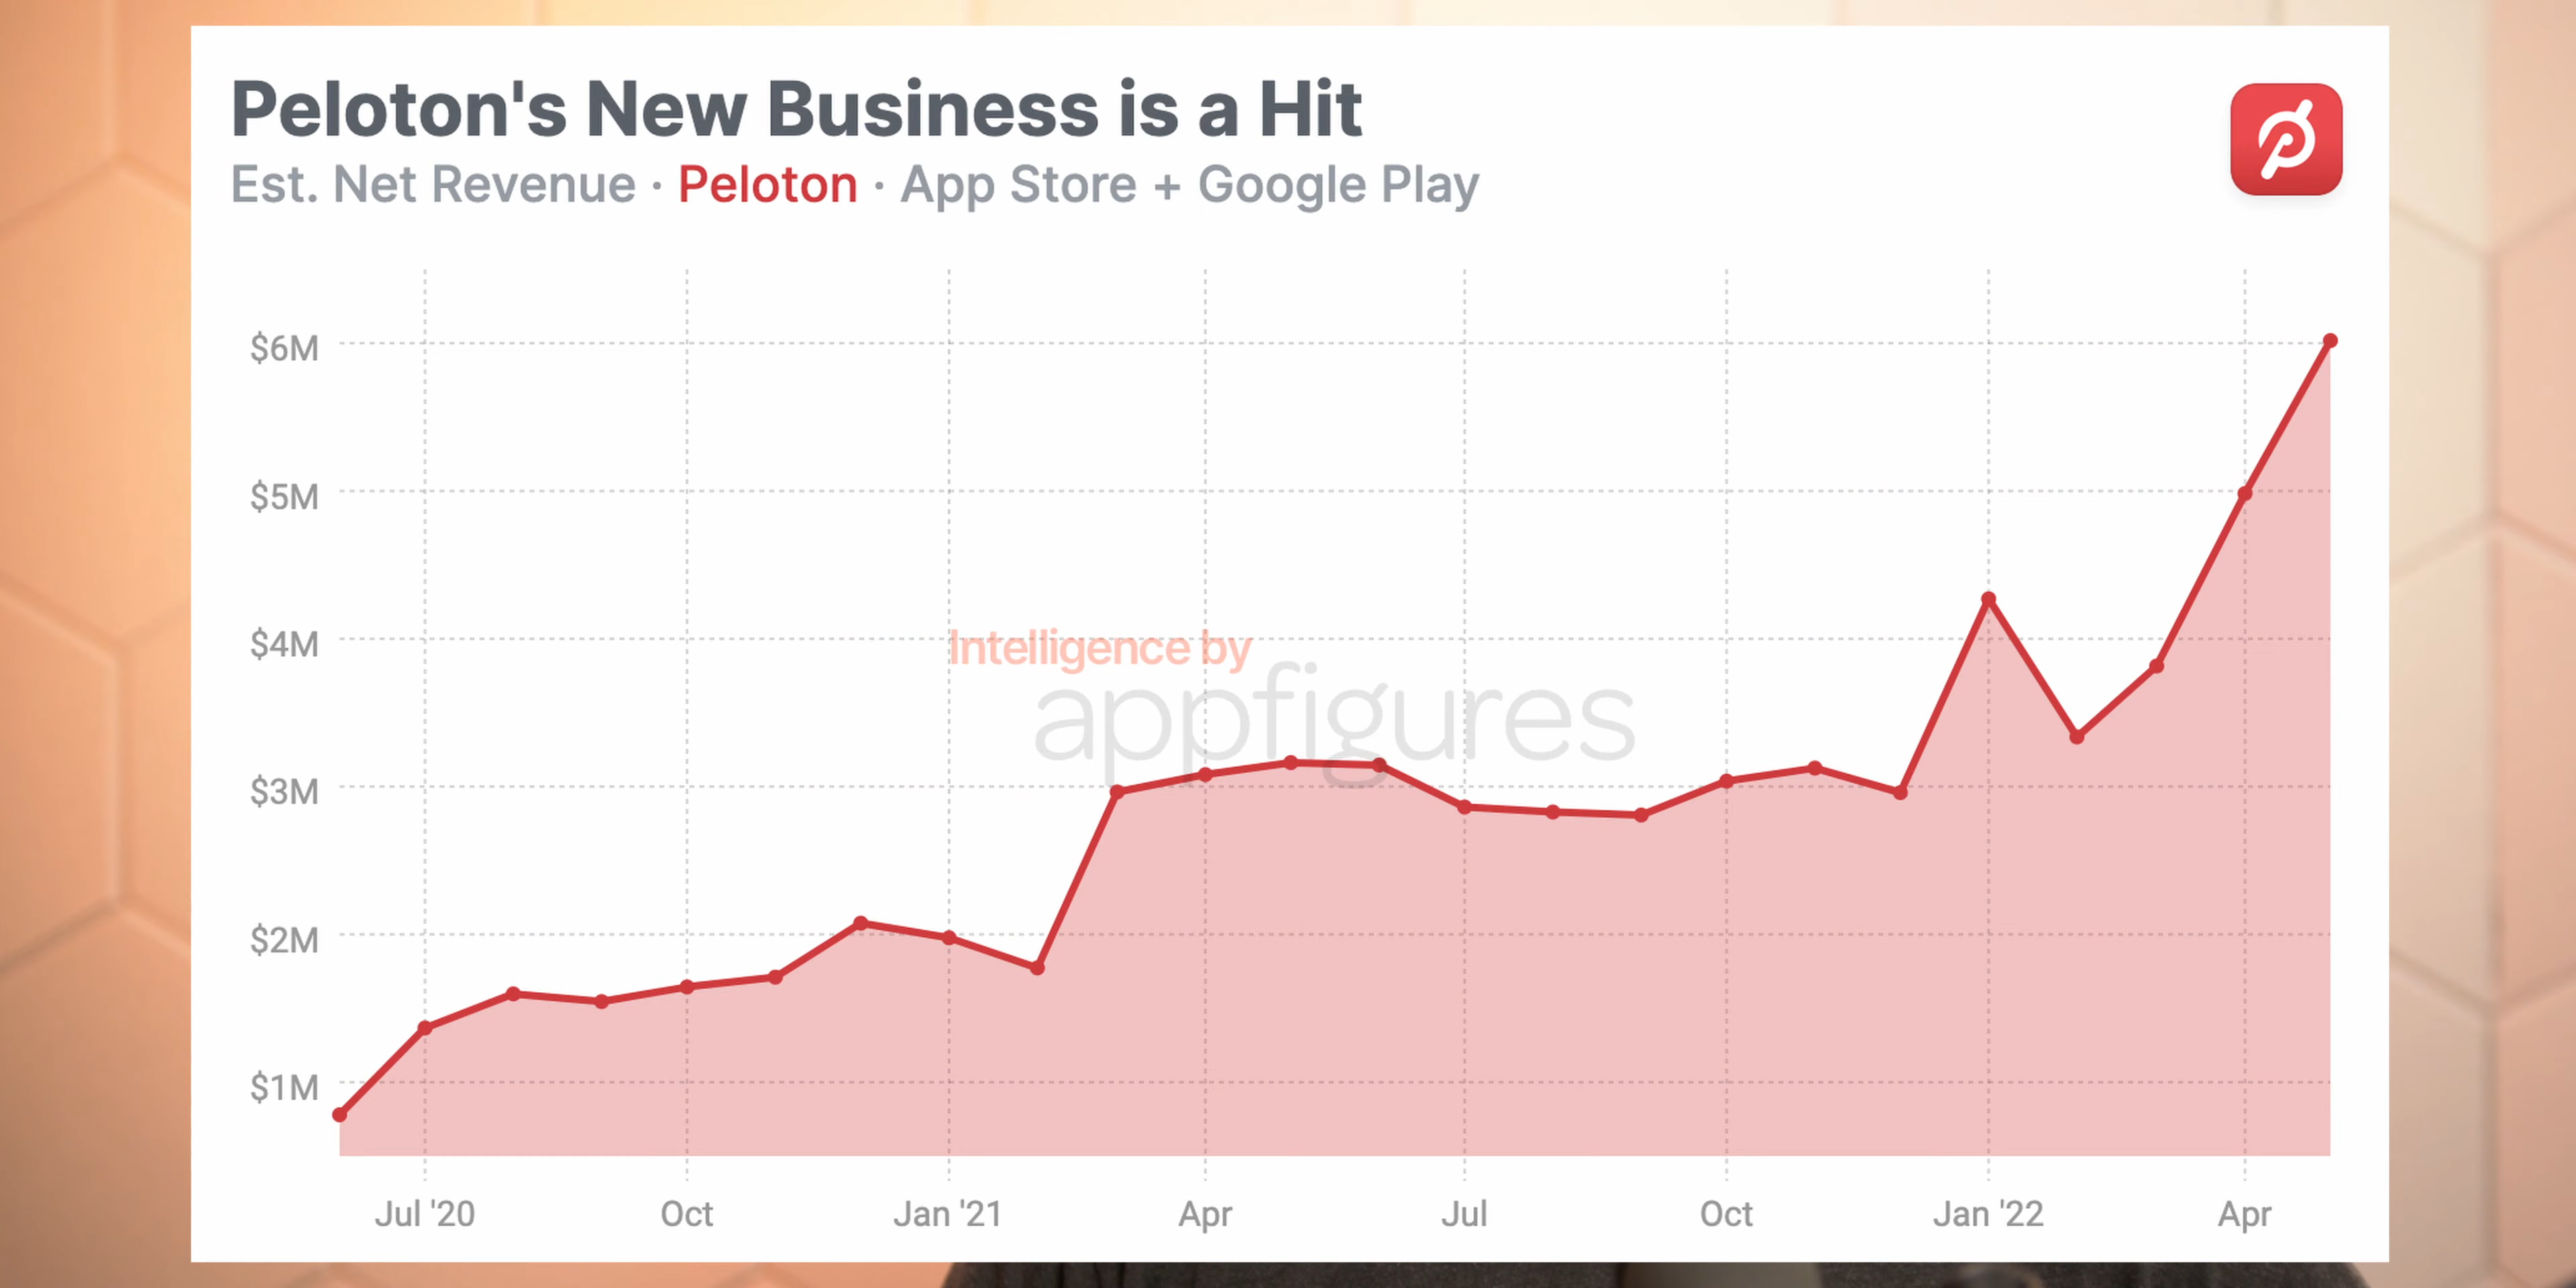 Peloton's New Business is a Hit
Est. Net Revenue · Peloton · App Store + Google Play
$6M
$5M
$4M
Intelligence by
appfigures
$3M
$2M
$1M
Jul '20 Oct Jan '21 Apr Jul Oct Jan '22 Apr